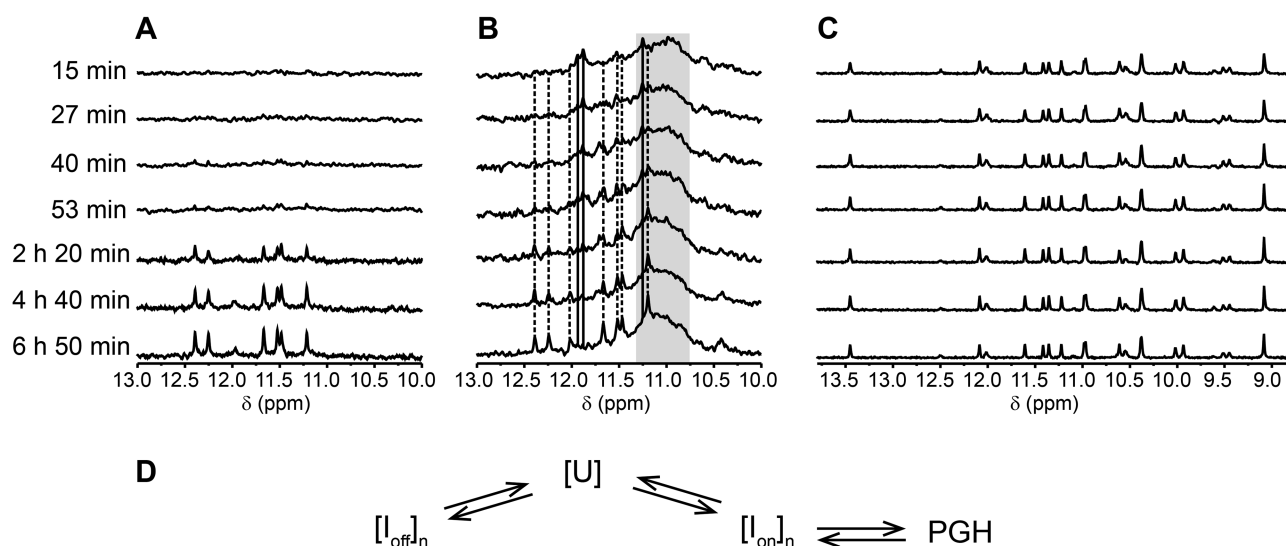 A B C
15 min
27 min
40 min
53 min
2 h 20 min
4 h 40 min
6 h 50 min
13.0 12.5 12.0 11.5 11.0 10.5 10.0
δ (ppm)
13.0 12.5 12.0 11.5 11.0 10.5 10.0
δ (ppm)
13.5 13.0 12.5 11.5 11.0 10.5 10.0 9.5 9.0
δ (ppm)
D
[U]
[Ioff]n [Ion]n PGH